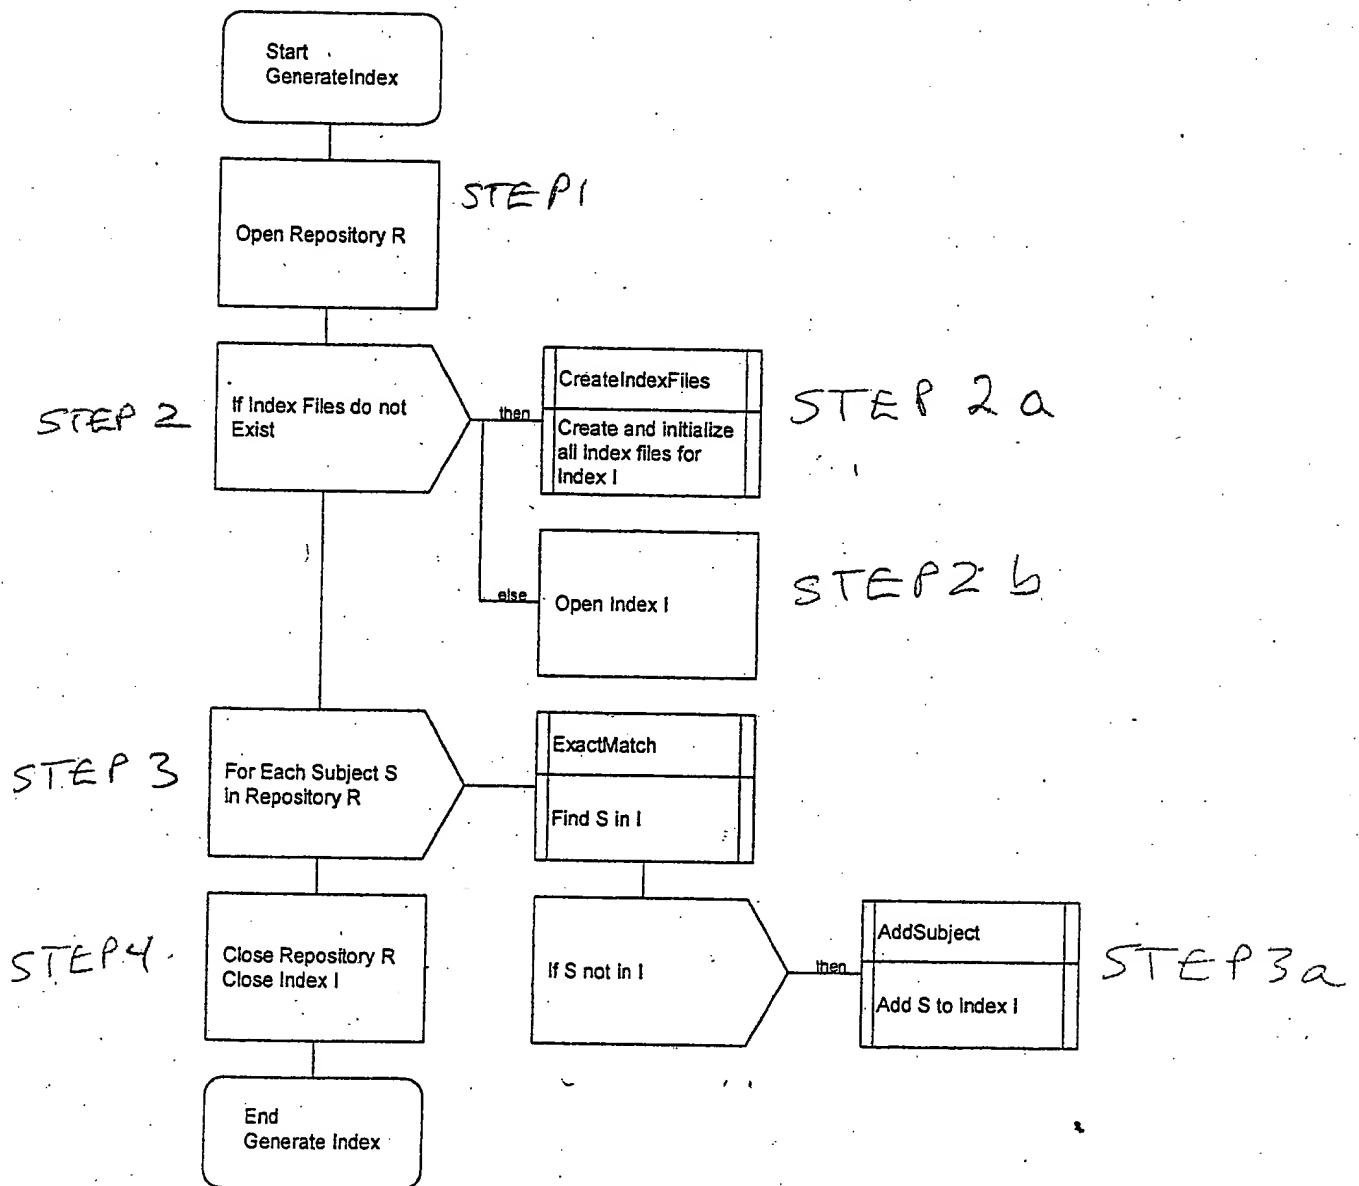 Start
GenerateIndex
Open Repository R
STEP1
STEP 2
If Index Files do not
Exist
then
CreateIndexFiles
Create and initialize
all index files for
Index I
STEP 2 a
else
Open Index I
STEP2 b
STEP 3
For Each Subject S
in Repository R
ExactMatch
Find S in I
STEP4.
Close Repository R
Close Index I
If S not in I
then
AddSubject
Add S to index I
STEP3a
End
Generate Index